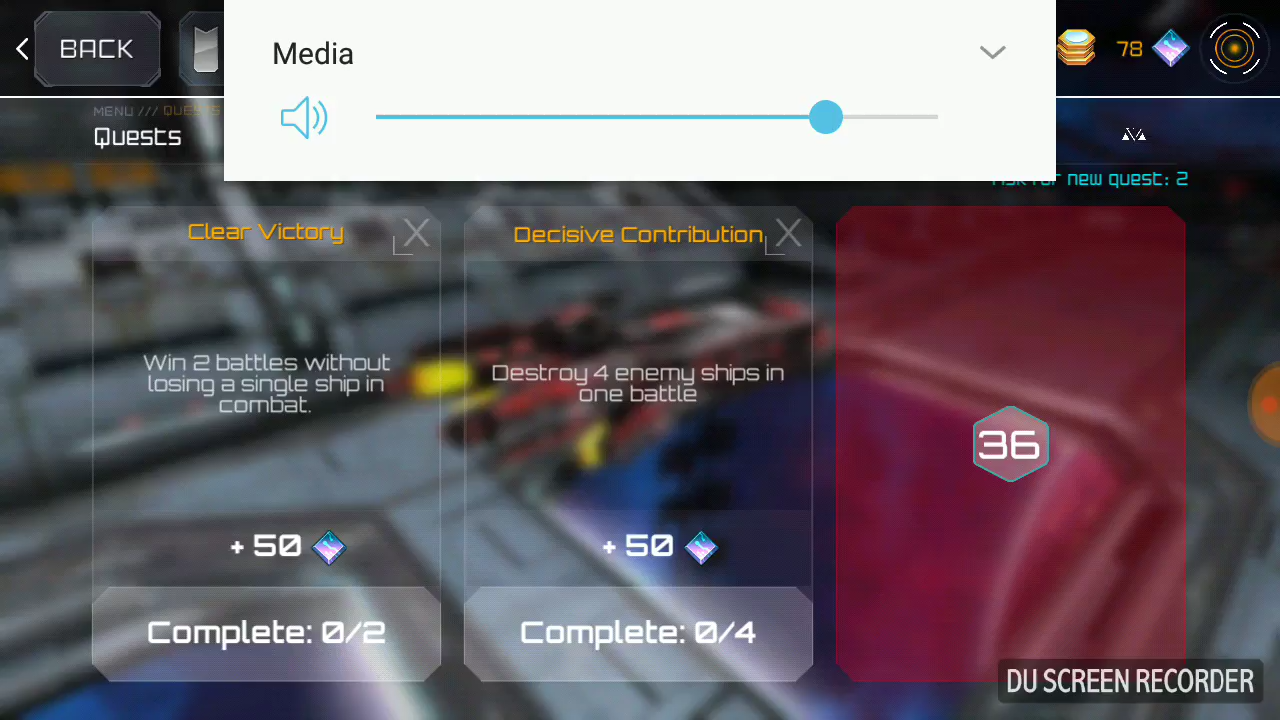 BACK
Media
78
MENU /// QUESTS
Quests
Ask for new quest: 2
Clear Victory
Decisive Contribution
Win 2 battles without
losing a single ship in
combat.
Destroy 4 enemy ships in
one battle
36
+ 50
+ 50
Complete: 0/2
Complete: 0/4
DU SCREEN RECORDER